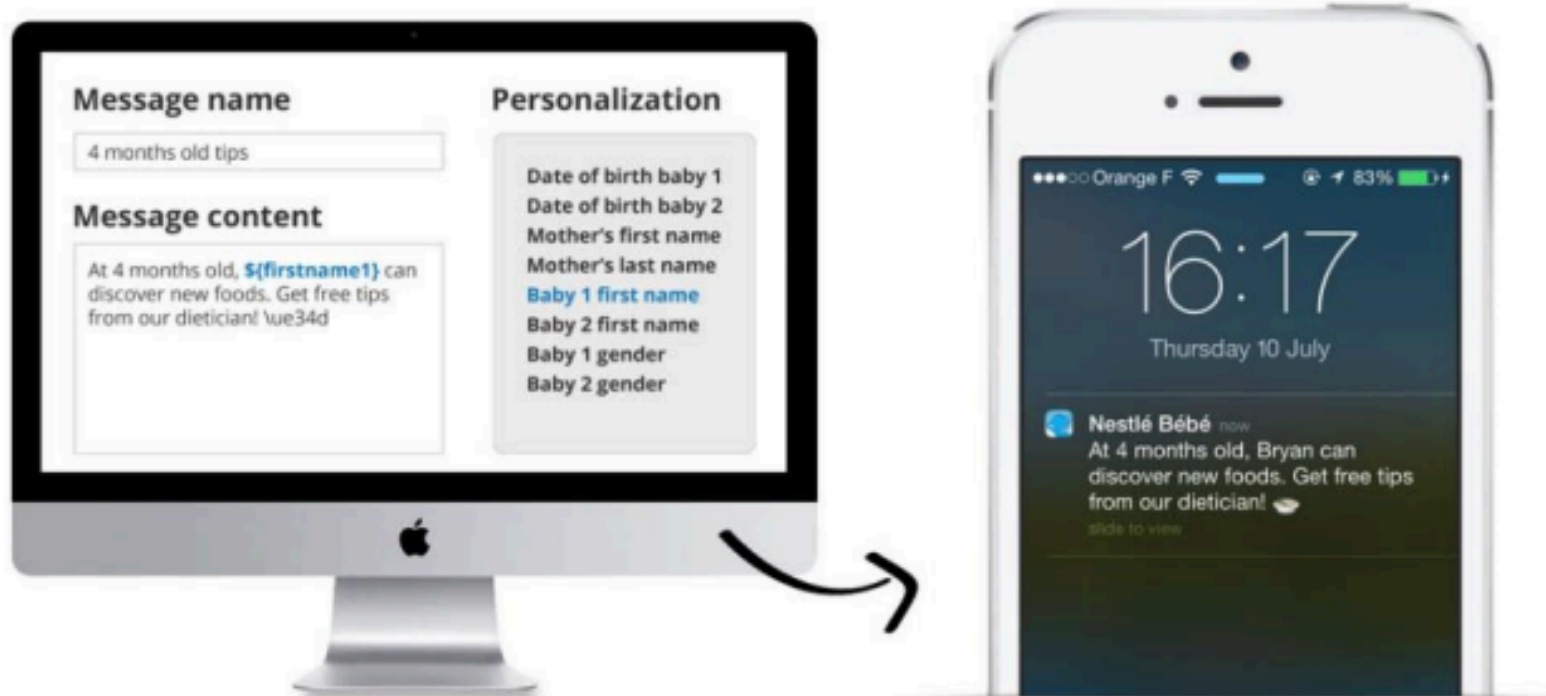 Message name
4 months old tips
Message content
At 4 months old, ${firstname1} can
discover new foods. Get free tips
from our dietician! \ue34d
Personalization
Date of birth baby 1
Date of birth baby 2
Mother's first name
Mother's last name
Baby 1 first name
Baby 2 first name
Baby 1 gender
Baby 2 gender
Orange F 83%
16:17
Thursday 10 July
Nestlé Bébé now
At 4 months old, Bryan can
discover new foods. Get free tips
from our dietician!
slide to view